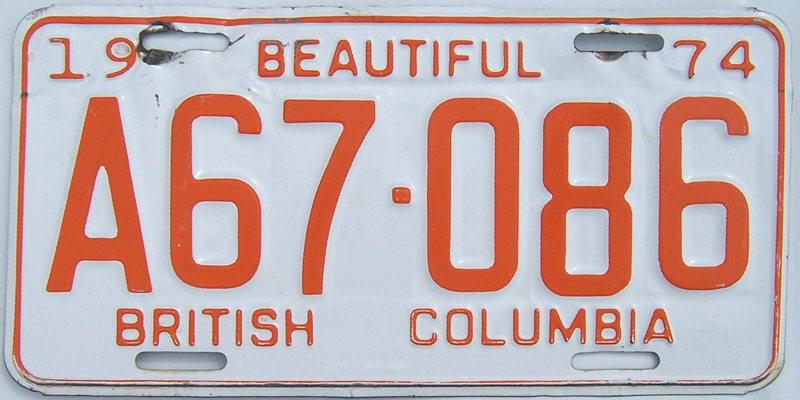 19 BEAUTIFUL 74
A67·086
BRITISH COLUMBIA